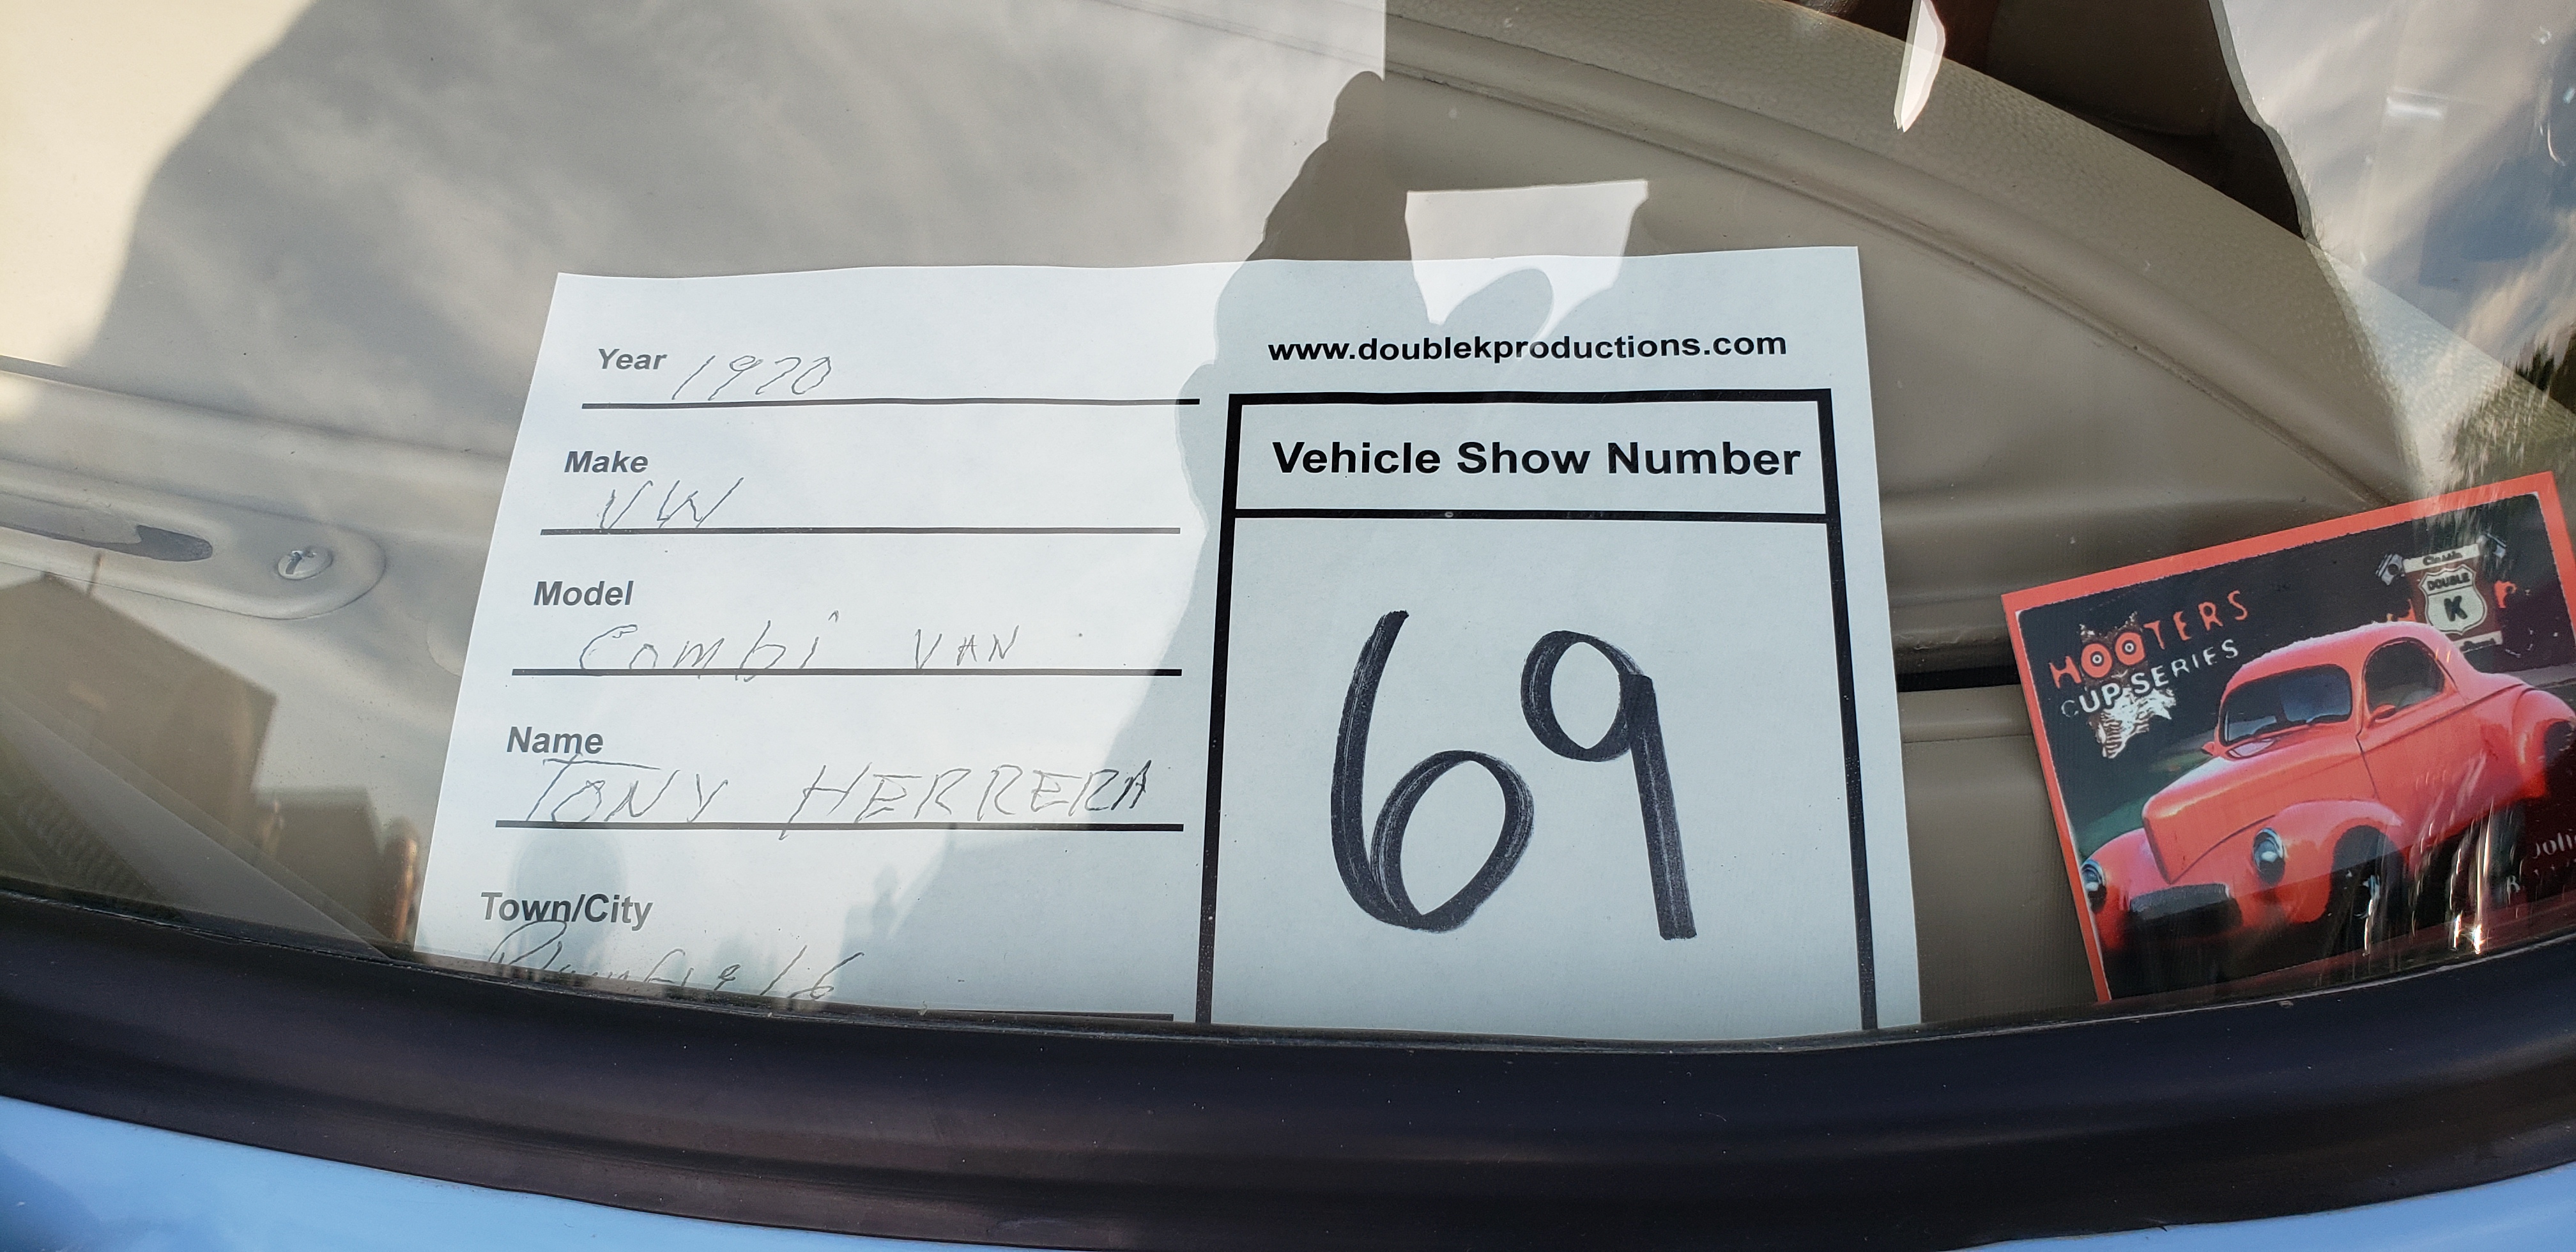 Year 1970
www.doublekproductions.com
Make
VW
Vehicle Show Number
Model
Combi VAN
69
Name
TONY HERRERA
Town/City
HOOTERS
CUP SERIES
DOUBLE
K